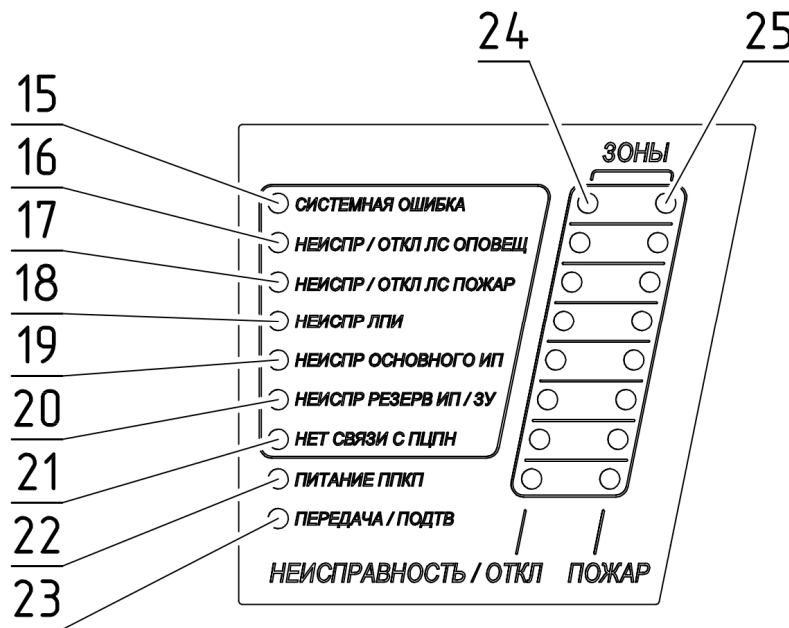 24 25
15
16
17
18
19
20
21
22
23
ЗОНЫ
СИСТЕМНАЯ ОШИБКА
НЕИСПР / ОТКЛ ЛС ОПОВЕЩ
НЕИСПР / ОТКЛ ЛС ПОЖАР
НЕИСПР ЛПИ
НЕИСПР ОСНОВНОГО ИП
НЕИСПР РЕЗЕРВ ИП / ЗУ
НЕТ СВЯЗИ С ПЦПН
ПИТАНИЕ ППКП
ПЕРЕДАЧА / ПОДТВ
НЕИСПРАВНОСТЬ / ОТКЛ ПОЖАР